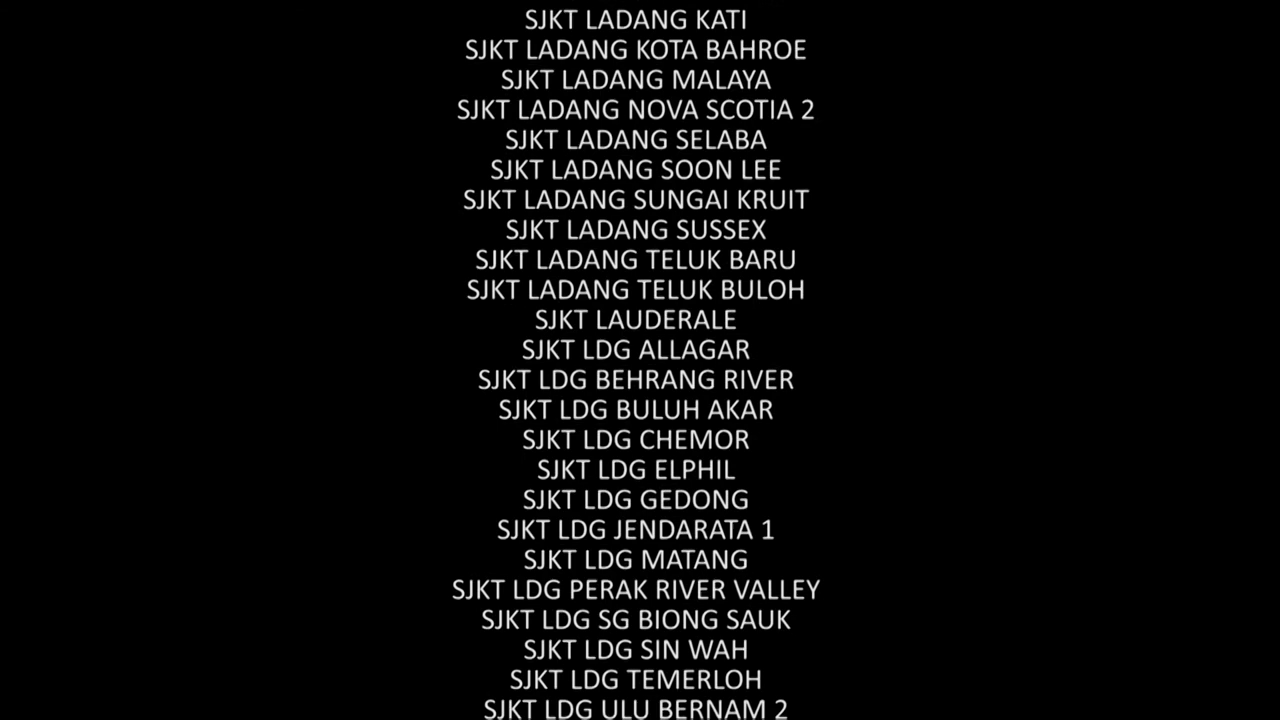 SJKT LADANG KATI
SJKT LADANG KOTA BAHROE
SJKT LADANG MALAYA
SJKT LADANG NOVA SCOTIA 2
SJKT LADANG SELABA
SJKT LADANG SOON LEE
SJKT LADANG SUNGAI KRUIT
SJKT LADANG SUSSEX
SJKT LADANG TELUK BARU
SJKT LADANG TELUK BULOH
SJKT LAUDERALE
SJKT LDG ALLAGAR
SJKT LDG BEHRANG RIVER
SJKT LDG BULUH AKAR
SJKT LDG CHEMOR
SJKT LDG ELPHIL
SJKT LDG GEDONG
SJKT LDG JENDARATA 1
SJKT LDG MATANG
SJKT LDG PERAK RIVER VALLEY
SJKT LDG SG BIONG SAUK
SJKT LDG SIN WAH
SJKT LDG TEMERLOH
SJKT LDG ULU BERNAM 2